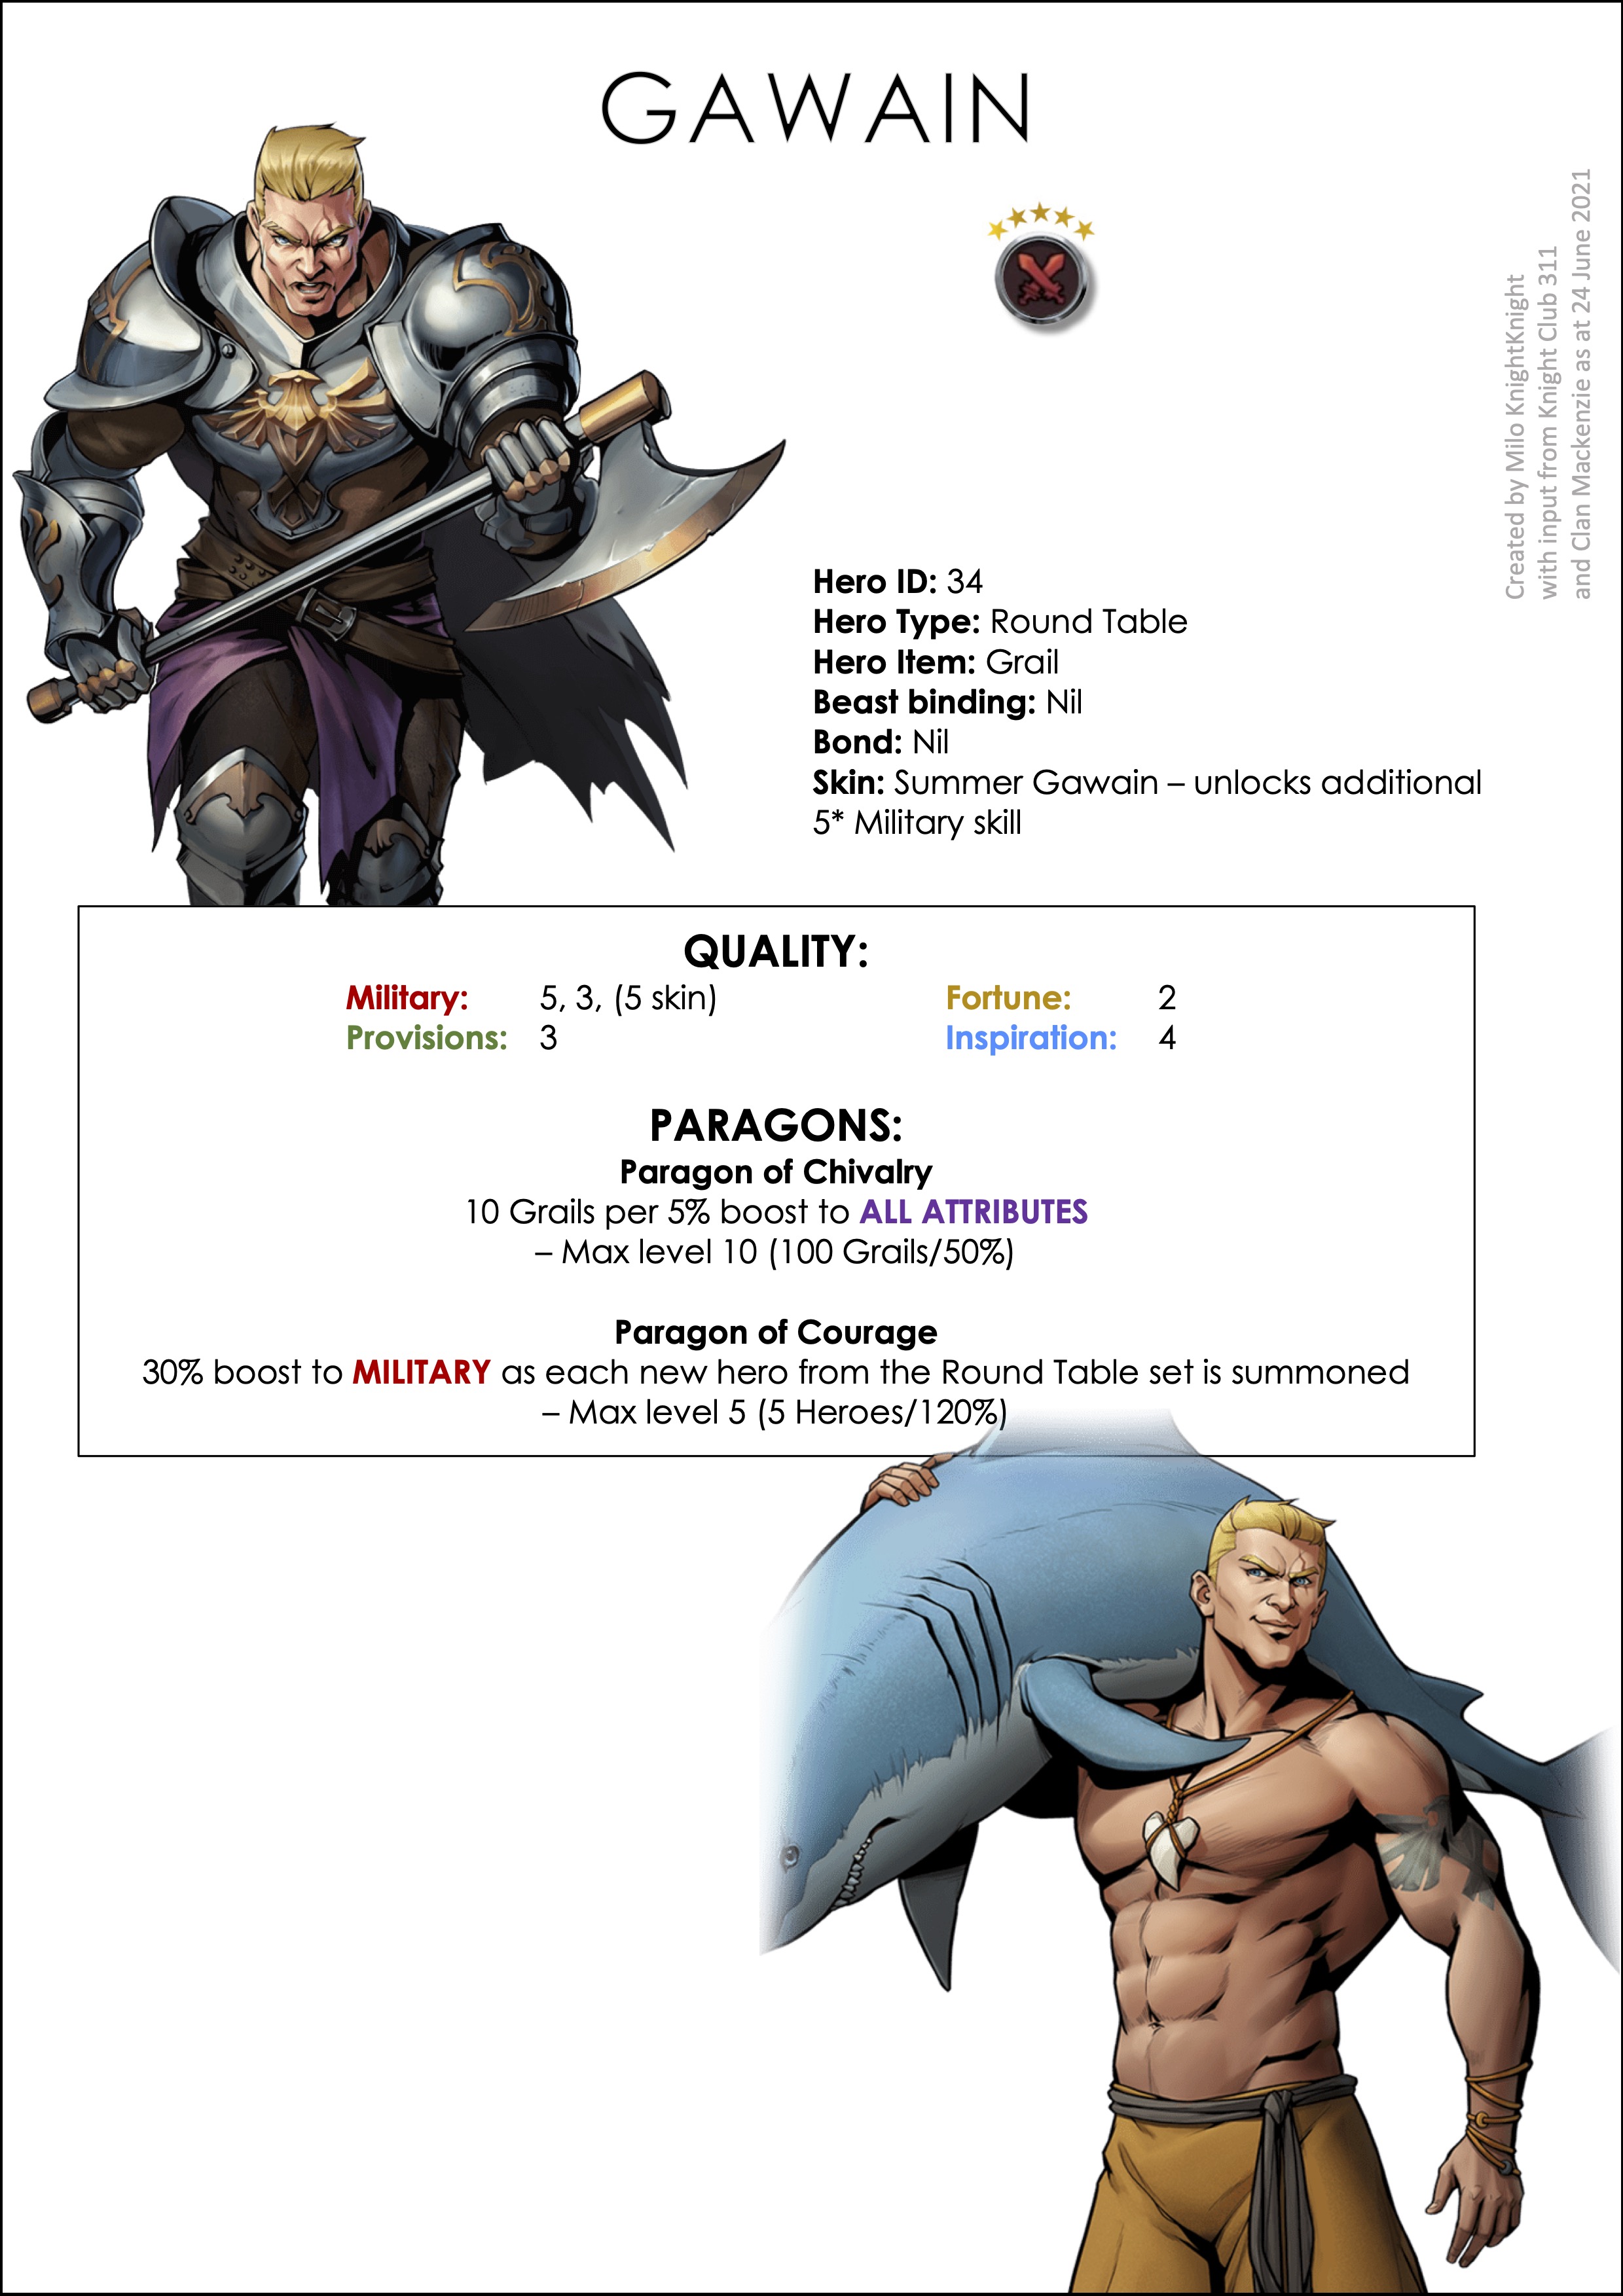 GAWAIN
Created by Milo KnightKnight
with input from Knight Club 311
and Clan Mackenzie as at 24 June 2021
Hero ID: 34
Hero Type: Round Table
Hero Item: Grail
Beast binding: Nil
Bond: Nil
Skin: Summer Gawain – unlocks additional
5* Military skill
QUALITY:
Military: 5, 3, (5 skin) Fortune: 2
Provisions: 3 Inspiration: 4
PARAGONS:
Paragon of Chivalry
10 Grails per 5% boost to ALL ATTRIBUTES
– Max level 10 (100 Grails/50%)
Paragon of Courage
30% boost to MILITARY as each new hero from the Round Table set is summoned
– Max level 5 (5 Heroes/120%)